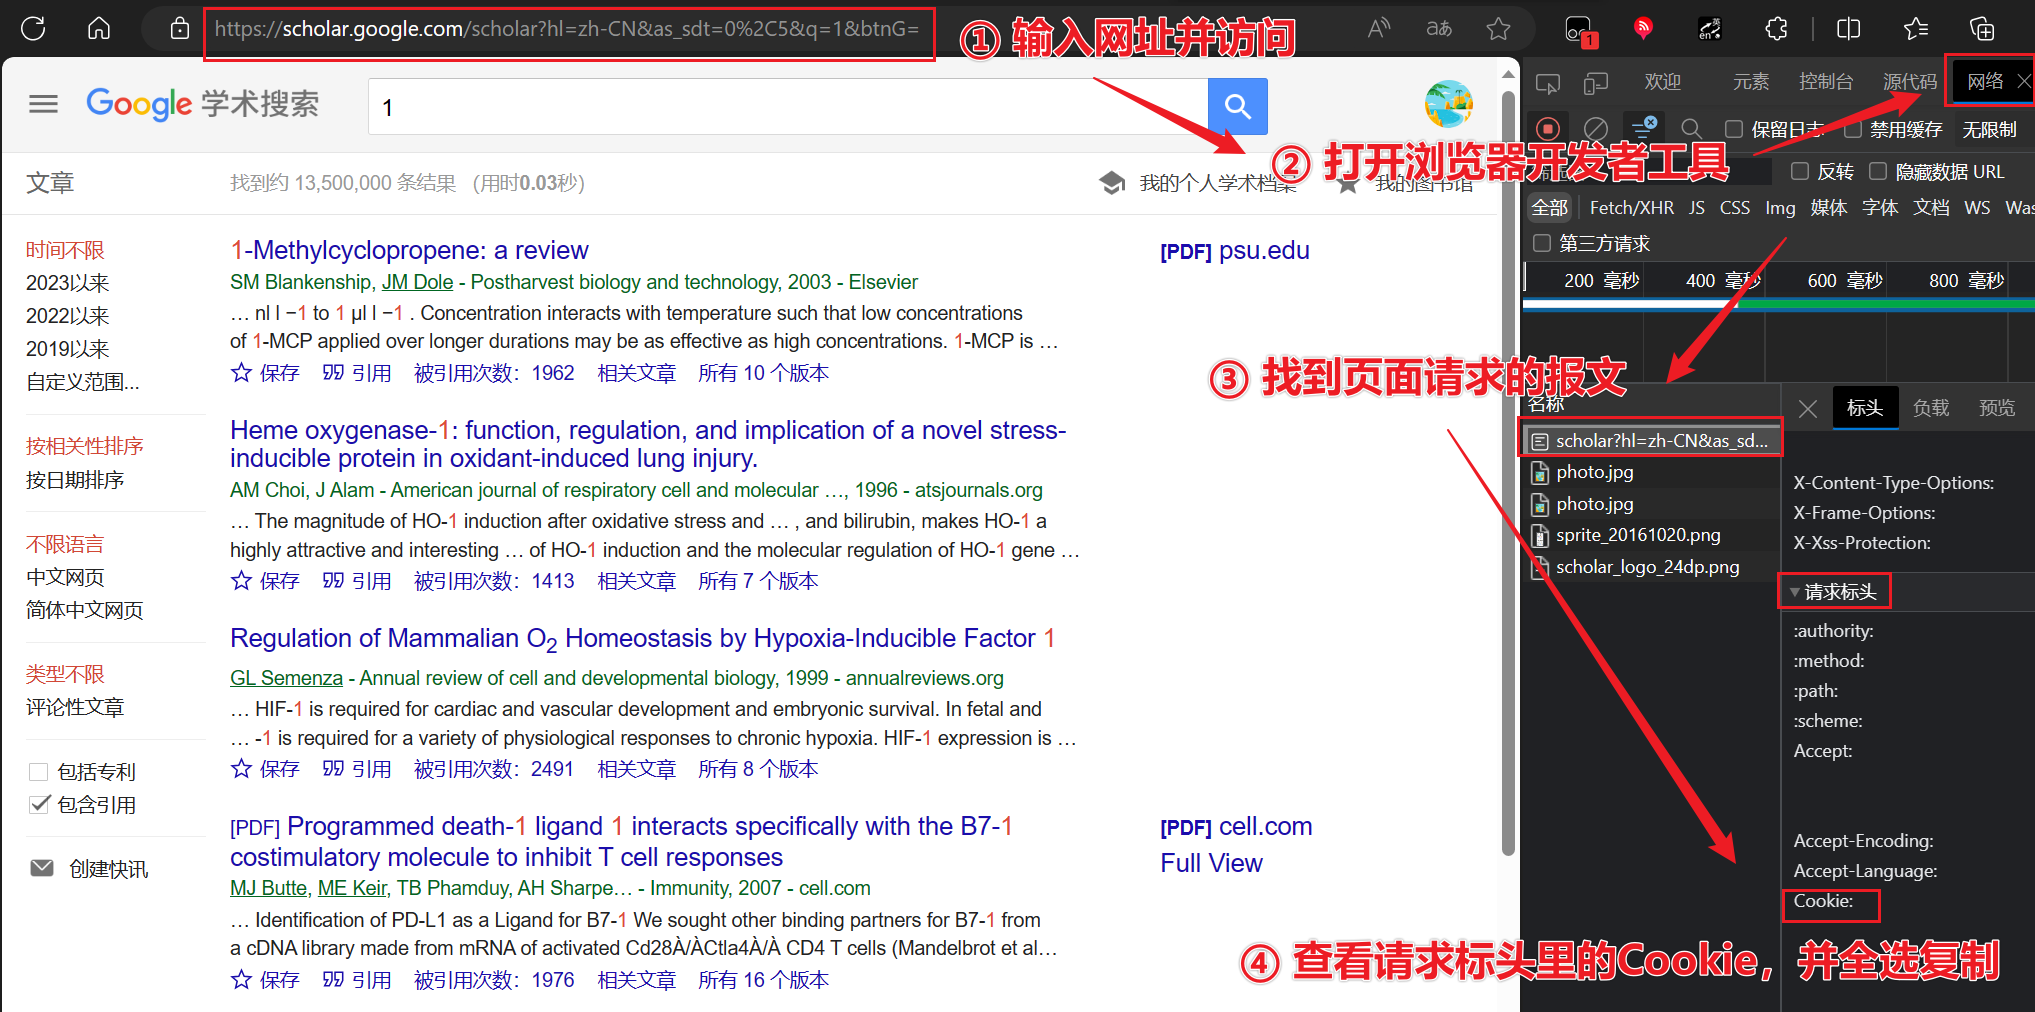 https://scholar.google.com/scholar?hl=zh-CN&as_sdt=0%2C5&q=1&btnG=
① 输入网址并访问
1
欢迎 元素 控制台 源代码 网络
Google 学术搜索
1
保留日志 禁用缓存 无限制
② 打开浏览器开发者工具
反转 隐藏数据 URL
文章
找到约 13,500,000 条结果 (用时0.03秒)
我的个人学术档案
我的图书馆
全部 Fetch/XHR JS CSS Img 媒体 字体 文档 WS Was
第三方请求
200 毫秒 400 毫秒 600 毫秒 800 毫秒
时间不限
2023以来
2022以来
2019以来
自定义范围...
按相关性排序
按日期排序
不限语言
中文网页
简体中文网页
类型不限
评论性文章
包括专利
包含引用
创建快讯
1-Methylcyclopropene: a review
[PDF] psu.edu
SM Blankenship, JM Dole - Postharvest biology and technology, 2003 - Elsevier
… nl l −1 to 1 μl l −1 . Concentration interacts with temperature such that low concentrations
of 1-MCP applied over longer durations may be as effective as high concentrations. 1-MCP is …
保存 引用 被引用次数：1962 相关文章 所有 10 个版本
Heme oxygenase-1: function, regulation, and implication of a novel stress-
inducible protein in oxidant-induced lung injury.
AM Choi, J Alam - American journal of respiratory cell and molecular …, 1996 - atsjournals.org
… The magnitude of HO-1 induction after oxidative stress and … , and bilirubin, makes HO-1 a
highly attractive and interesting … of HO-1 induction and the molecular regulation of HO-1 gene …
保存 引用 被引用次数：1413 相关文章 所有 7 个版本
Regulation of Mammalian O2 Homeostasis by Hypoxia-Inducible Factor 1
GL Semenza - Annual review of cell and developmental biology, 1999 - annualreviews.org
… HIF-1 is required for cardiac and vascular development and embryonic survival. In fetal and
… -1 is required for a variety of physiological responses to chronic hypoxia. HIF-1 expression is …
保存 引用 被引用次数：2491 相关文章 所有 8 个版本
[PDF] Programmed death-1 ligand 1 interacts specifically with the B7-1
costimulatory molecule to inhibit T cell responses
[PDF] cell.com
Full View
MJ Butte, ME Keir, TB Phamduy, AH Sharpe… - Immunity, 2007 - cell.com
… Identification of PD-L1 as a Ligand for B7-1 We sought other binding partners for B7-1 from
a cDNA library made from mRNA of activated Cd28À/ÀCtla4À/À CD4 T cells (Mandelbrot et al…
保存 引用 被引用次数：1976 相关文章 所有 16 个版本
③ 找到页面请求的报文
名称
scholar?hl=zh-CN&as_sd...
photo.jpg
photo.jpg
sprite_20161020.png
scholar_logo_24dp.png
标头 负载 预览
X-Content-Type-Options:
X-Frame-Options:
X-Xss-Protection:
请求标头
:authority:
:method:
:path:
:scheme:
Accept:
Accept-Encoding:
Accept-Language:
Cookie:
④ 查看请求标头里的Cookie，并全选复制